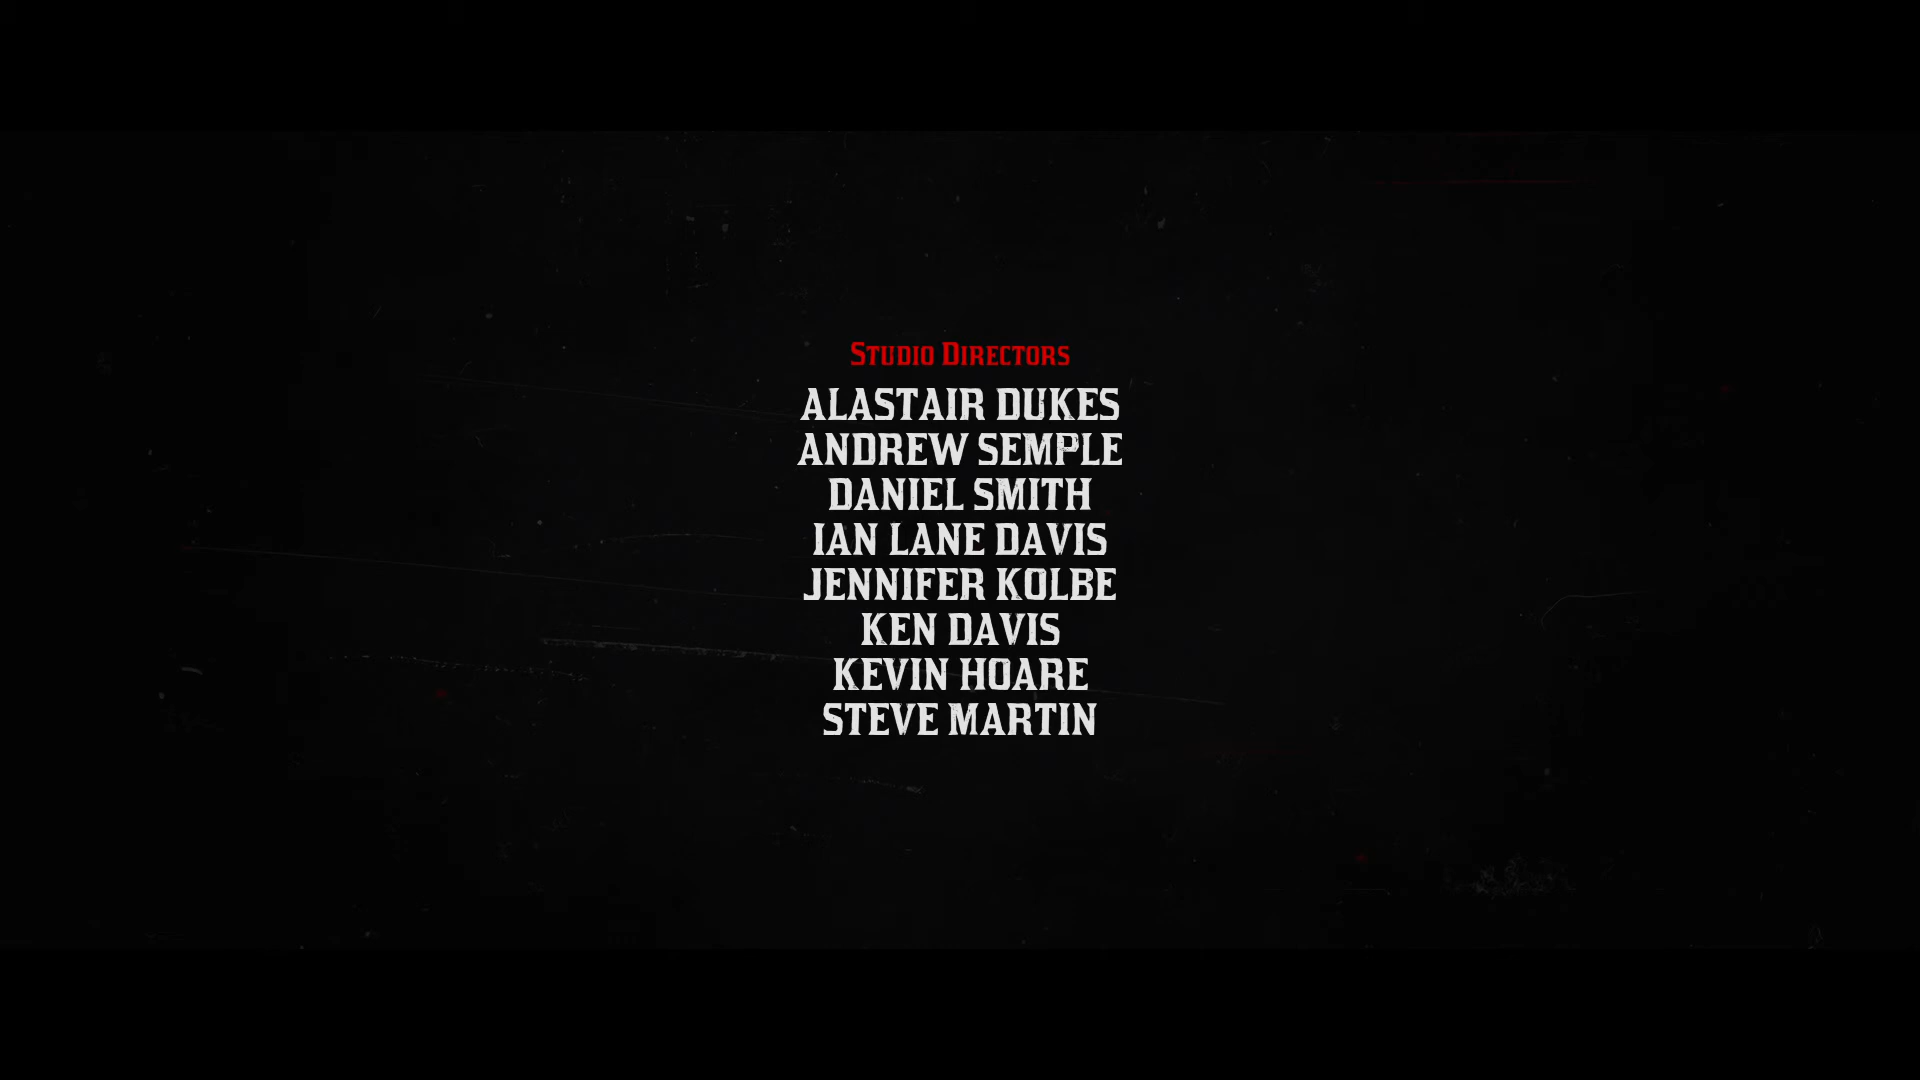 Studio Directors
ALASTAIR DUKES
ANDREW SEMPLE
DANIEL SMITH
IAN LANE DAVIS
JENNIFER KOLBE
KEN DAVIS
KEVIN HOARE
STEVE MARTIN